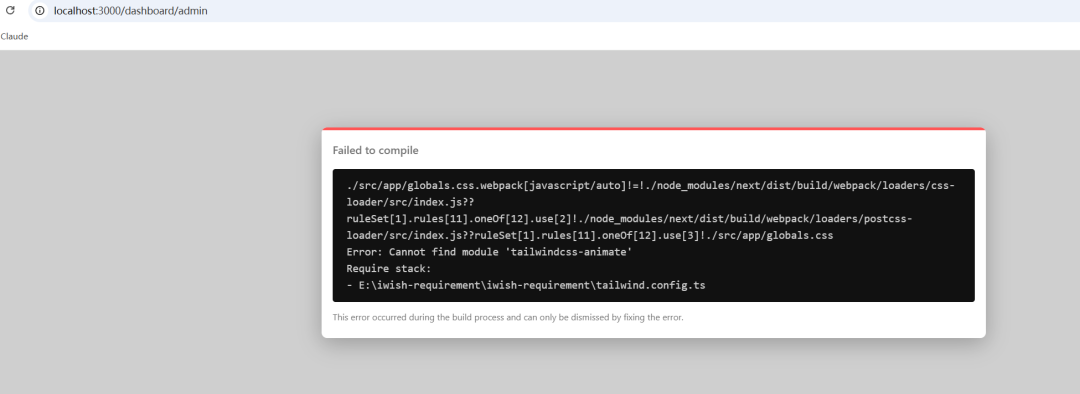 localhost:3000/dashboard/admin
Claude
Failed to compile
./src/app/globals.css.webpack[javascript/auto]!=!./node_modules/next/dist/build/webpack/loaders/css-
loader/src/index.js??
ruleSet[1].rules[11].oneOf[12].use[2]!./node_modules/next/dist/build/webpack/loaders/postcss-
loader/src/index.js??ruleSet[1].rules[11].oneOf[12].use[3]!./src/app/globals.css
Error: Cannot find module 'tailwindcss-animate'
Require stack:
- E:\iwish-requirement\iwish-requirement\tailwind.config.ts
This error occurred during the build process and can only be dismissed by fixing the error.